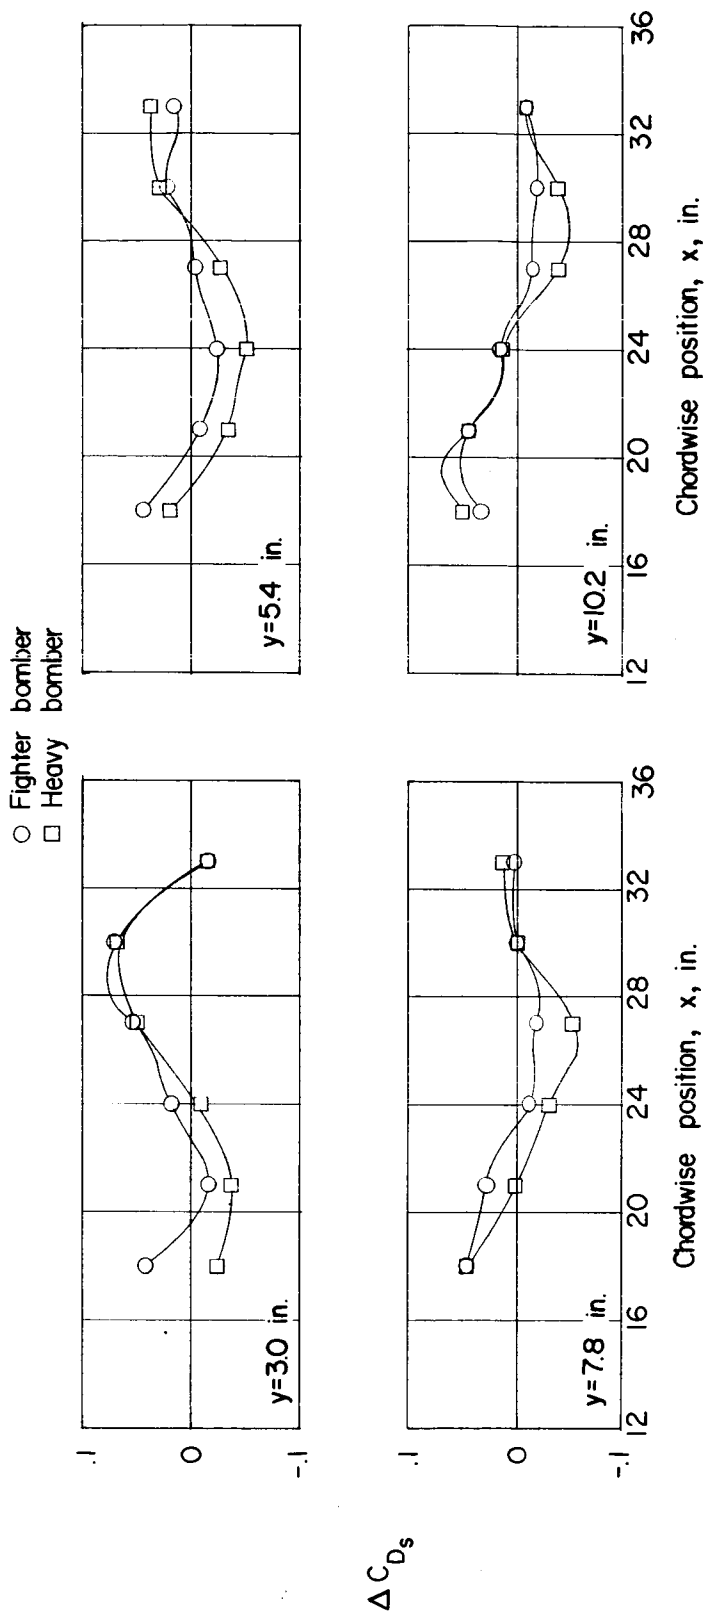 ○ Fighter bomber
□ Heavy bomber
.1
0
-.1
y=3.0 in.
y=5.4 in.
ΔC_{D_s}
.1
0
-.1
y=7.8 in.
y=10.2 in.
12 16 20 24 28 32 36
12 16 20 24 28 32 36
Chordwise position, x, in.
Chordwise position, x, in.